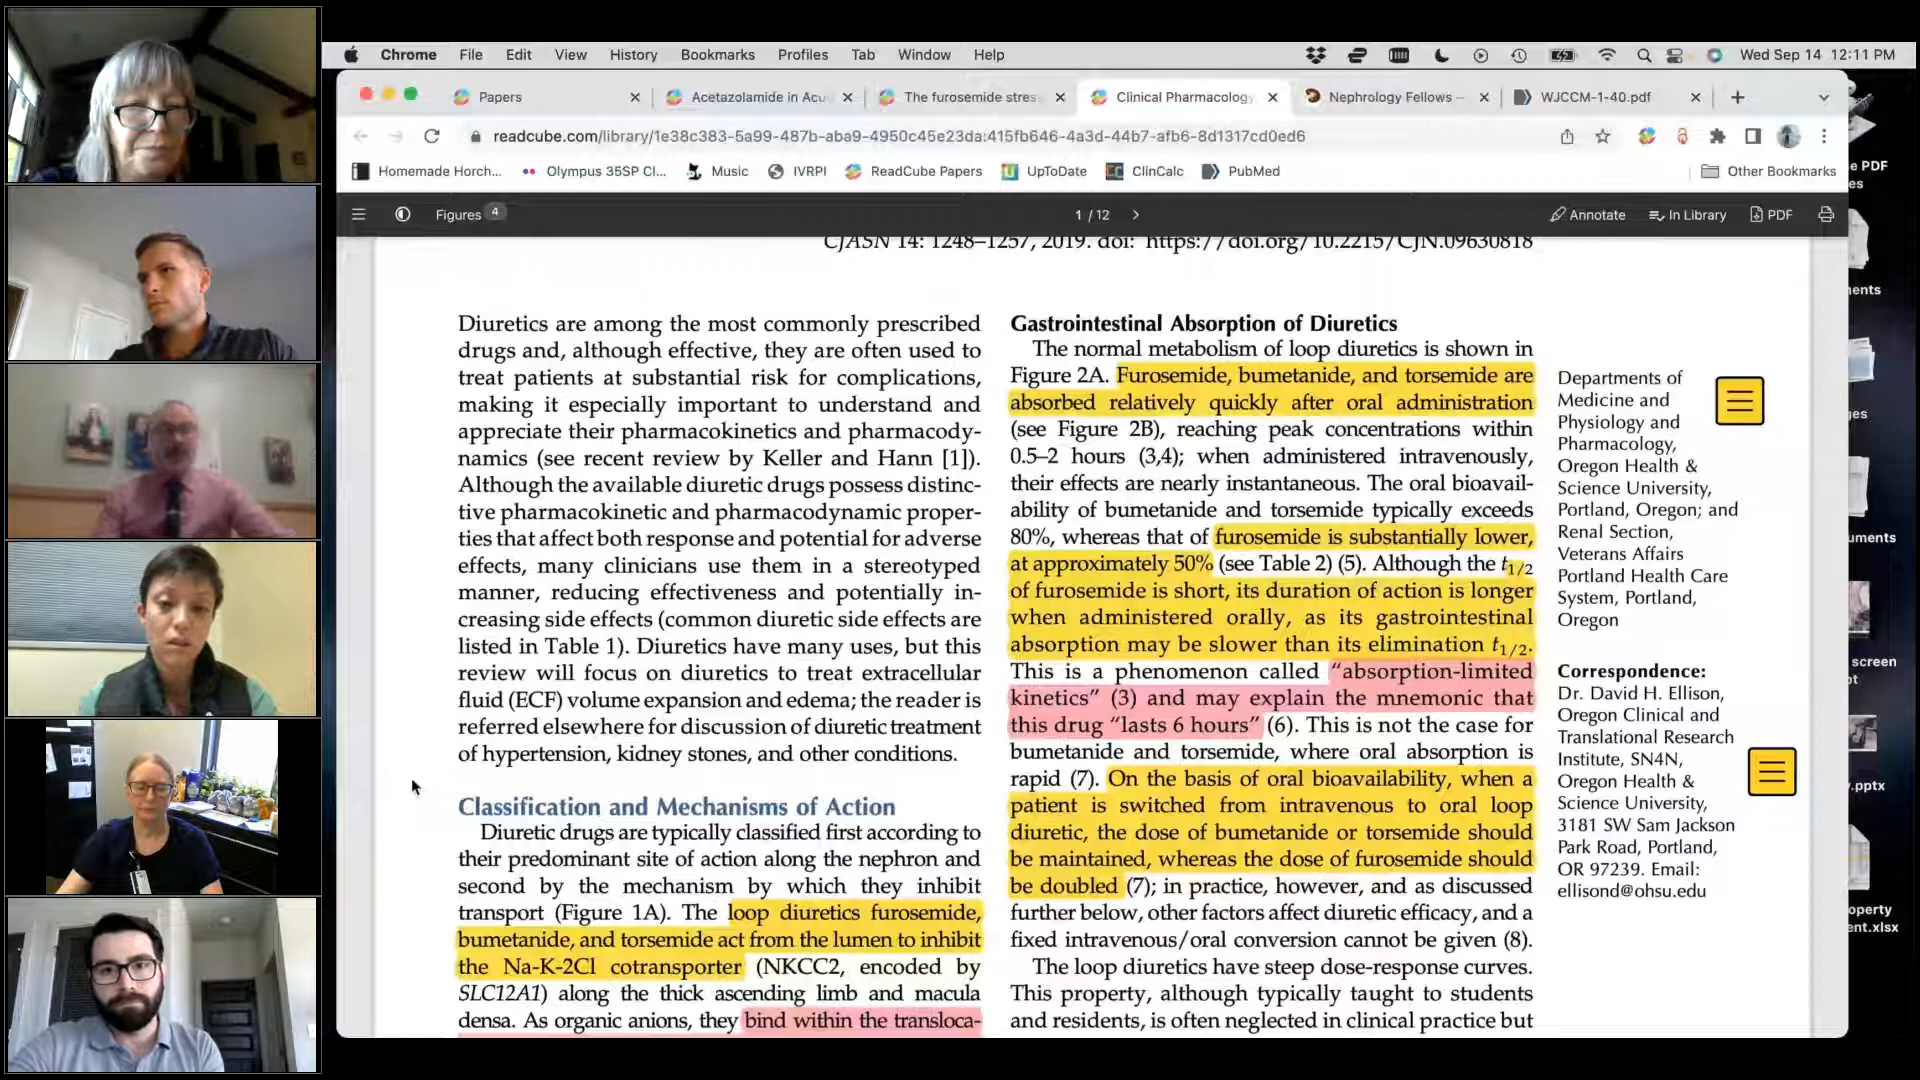 Chrome File Edit View History Bookmarks Profiles Tab Window Help
Wed Sep 14 12:11 PM
Papers
Acetazolamide in Acu
The furosemide stres
Clinical Pharmacology
Nephrology Fellows –
WJCCM-1-40.pdf
readcube.com/library/1e38c383-5a99-487b-aba9-4950c45e23da:415fb646-4a3d-44b7-afb6-8d1317cd0ed6
Homemade Horch...
Olympus 35SP Cl...
Music
IVRPI
ReadCube Papers
UpToDate
ClinCalc
PubMed
Other Bookmarks
Figures 4
1 / 12
Annotate
In Library
PDF
CJASN 14: 1248–1257, 2019. doi: https://doi.org/10.2215/CJN.09630818
Diuretics are among the most commonly prescribed
drugs and, although effective, they are often used to
treat patients at substantial risk for complications,
making it especially important to understand and
appreciate their pharmacokinetics and pharmacody-
namics (see recent review by Keller and Hann [1]).
Although the available diuretic drugs possess distinc-
tive pharmacokinetic and pharmacodynamic proper-
ties that affect both response and potential for adverse
effects, many clinicians use them in a stereotyped
manner, reducing effectiveness and potentially in-
creasing side effects (common diuretic side effects are
listed in Table 1). Diuretics have many uses, but this
review will focus on diuretics to treat extracellular
fluid (ECF) volume expansion and edema; the reader is
referred elsewhere for discussion of diuretic treatment
of hypertension, kidney stones, and other conditions.
Classification and Mechanisms of Action
Diuretic drugs are typically classified first according to
their predominant site of action along the nephron and
second by the mechanism by which they inhibit
transport (Figure 1A). The loop diuretics furosemide,
bumetanide, and torsemide act from the lumen to inhibit
the Na-K-2Cl cotransporter (NKCC2, encoded by
SLC12A1) along the thick ascending limb and macula
densa. As organic anions, they bind within the transloca-
Gastrointestinal Absorption of Diuretics
The normal metabolism of loop diuretics is shown in
Figure 2A. Furosemide, bumetanide, and torsemide are
absorbed relatively quickly after oral administration
(see Figure 2B), reaching peak concentrations within
0.5–2 hours (3,4); when administered intravenously,
their effects are nearly instantaneous. The oral bioavail-
ability of bumetanide and torsemide typically exceeds
80%, whereas that of furosemide is substantially lower,
at approximately 50% (see Table 2) (5). Although the t1/2
of furosemide is short, its duration of action is longer
when administered orally, as its gastrointestinal
absorption may be slower than its elimination t1/2.
This is a phenomenon called “absorption-limited
kinetics” (3) and may explain the mnemonic that
this drug “lasts 6 hours” (6). This is not the case for
bumetanide and torsemide, where oral absorption is
rapid (7). On the basis of oral bioavailability, when a
patient is switched from intravenous to oral loop
diuretic, the dose of bumetanide or torsemide should
be maintained, whereas the dose of furosemide should
be doubled (7); in practice, however, and as discussed
further below, other factors affect diuretic efficacy, and a
fixed intravenous/oral conversion cannot be given (8).
The loop diuretics have steep dose-response curves.
This property, although typically taught to students
and residents, is often neglected in clinical practice but
Departments of
Medicine and
Physiology and
Pharmacology,
Oregon Health &
Science University,
Portland, Oregon; and
Renal Section,
Veterans Affairs
Portland Health Care
System, Portland,
Oregon
Correspondence:
Dr. David H. Ellison,
Oregon Clinical and
Translational Research
Institute, SN4N,
Oregon Health &
Science University,
3181 SW Sam Jackson
Park Road, Portland,
OR 97239. Email:
ellisond@ohsu.edu
e PDF
es
ents
ges
uments
screen
ot
.pptx
operty
ent.xlsx